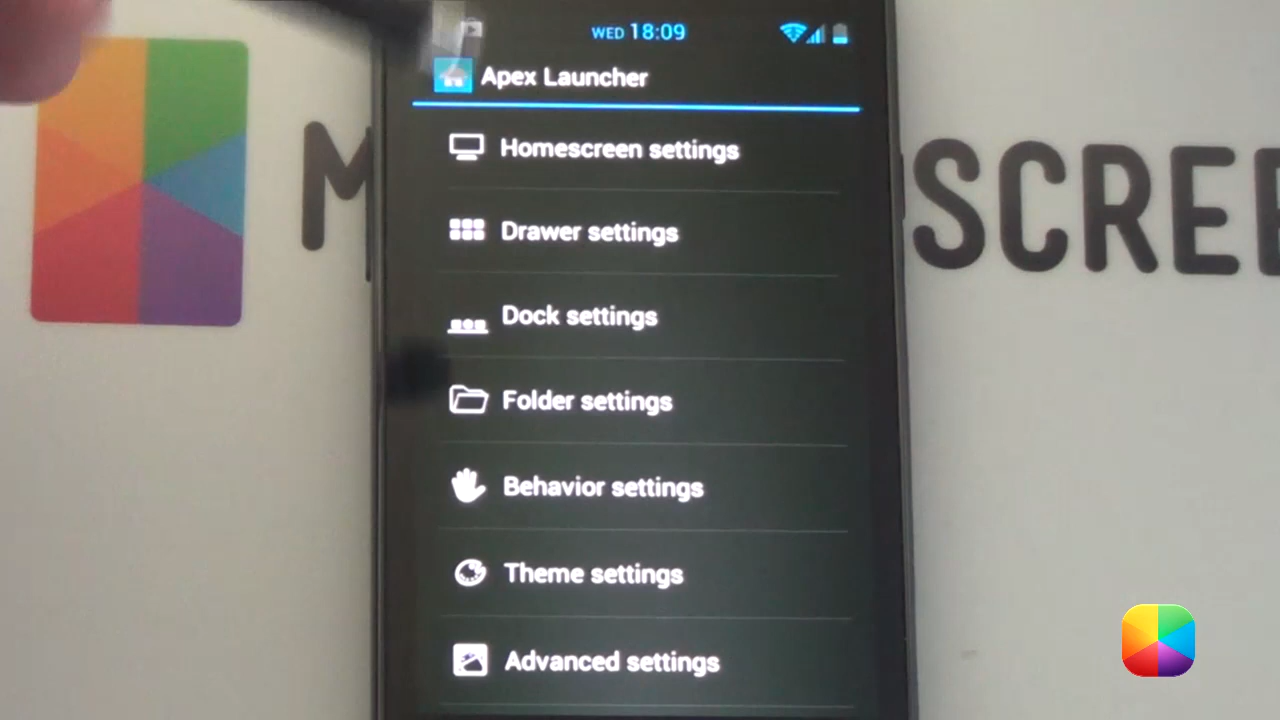 WED 18:09
Apex Launcher
M SCREE
Homescreen settings
Drawer settings
Dock settings
Folder settings
Behavior settings
Theme settings
Advanced settings